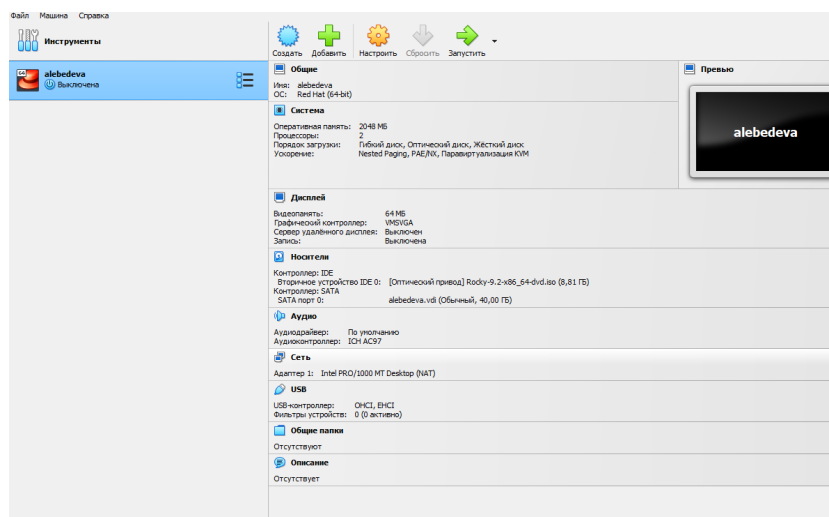 Файл Машина Справка
Инструменты
Создать Добавить Настроить Сбросить Запустить
64 alebedeva
Выключена
Общие
Имя: alebedeva
ОС: Red Hat (64-bit)
Превью
alebedeva
Система
Оперативная память: 2048 МБ
Процессоры: 2
Порядок загрузки: Гибкий диск, Оптический диск, Жёсткий диск
Ускорение: Nested Paging, PAE/NX, Паравиртуализация KVM
Дисплей
Видеопамять: 64 МБ
Графический контроллер: VMSVGA
Сервер удалённого дисплея: Выключен
Запись: Выключена
Носители
Контроллер: IDE
Вторичное устройство IDE 0: [Оптический привод] Rocky-9.2-x86_64-dvd.iso (8,81 ГБ)
Контроллер: SATA
SATA порт 0: alebedeva.vdi (Обычный, 40,00 ГБ)
Аудио
Аудиодрайвер: По умолчанию
Аудиоконтроллер: ICH AC97
Сеть
Адаптер 1: Intel PRO/1000 MT Desktop (NAT)
USB
USB-контроллер: OHCI, EHCI
Фильтры устройств: 0 (0 активно)
Общие папки
Отсутствуют
Описание
Отсутствует